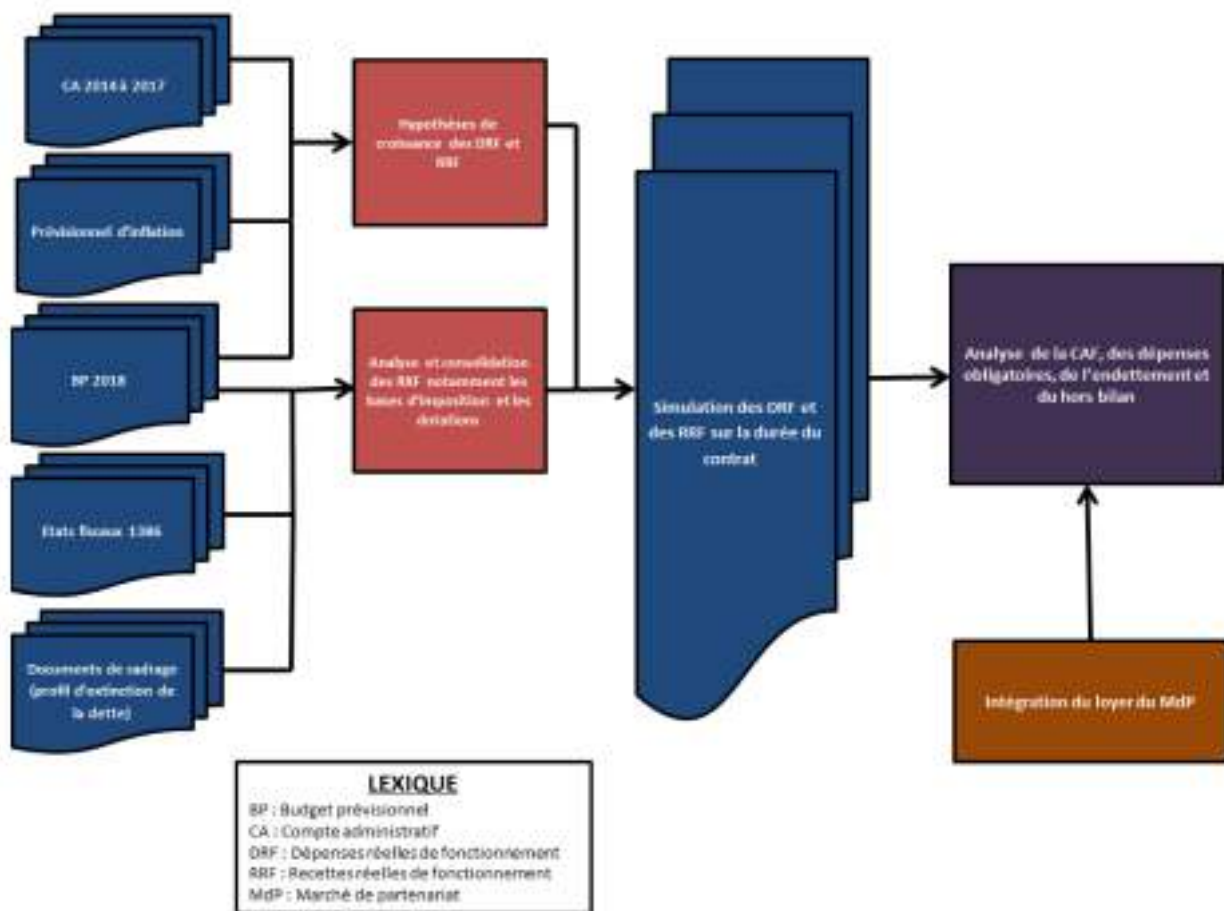 CA 2014 à 2017
Prévisionnel d'inflation
BP 2018
Etats fiscaux 1386
Documents de cadrage
(profil d'extinction de
la dette)
Hypothèses de
croissance des DRF et
RRF
Analyse et consolidation
des RRF notamment les
bases d'imposition et les
dotations
Simulation des DRF et
des RRF sur la durée du
contrat
Analyse de la CAF, des dépenses
obligatoires, de l'endettement et
du hors bilan
Intégration du loyer du MdP
LEXIQUE
BP : Budget prévisionnel
CA : Compte administratif
DRF : Dépenses réelles de fonctionnement
RRF : Recettes réelles de fonctionnement
MdP : Marché de partenariat